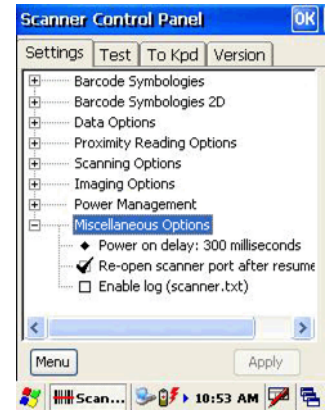 Scanner Control Panel OK
Settings Test To Kpd Version
Barcode Symbologies
Barcode Symbologies 2D
Data Options
Proximity Reading Options
Scanning Options
Imaging Options
Power Management
Miscellaneous Options
Power on delay: 300 milliseconds
Re-open scanner port after resume
Enable log (scanner.txt)
Menu Apply
Scan... 10:53 AM